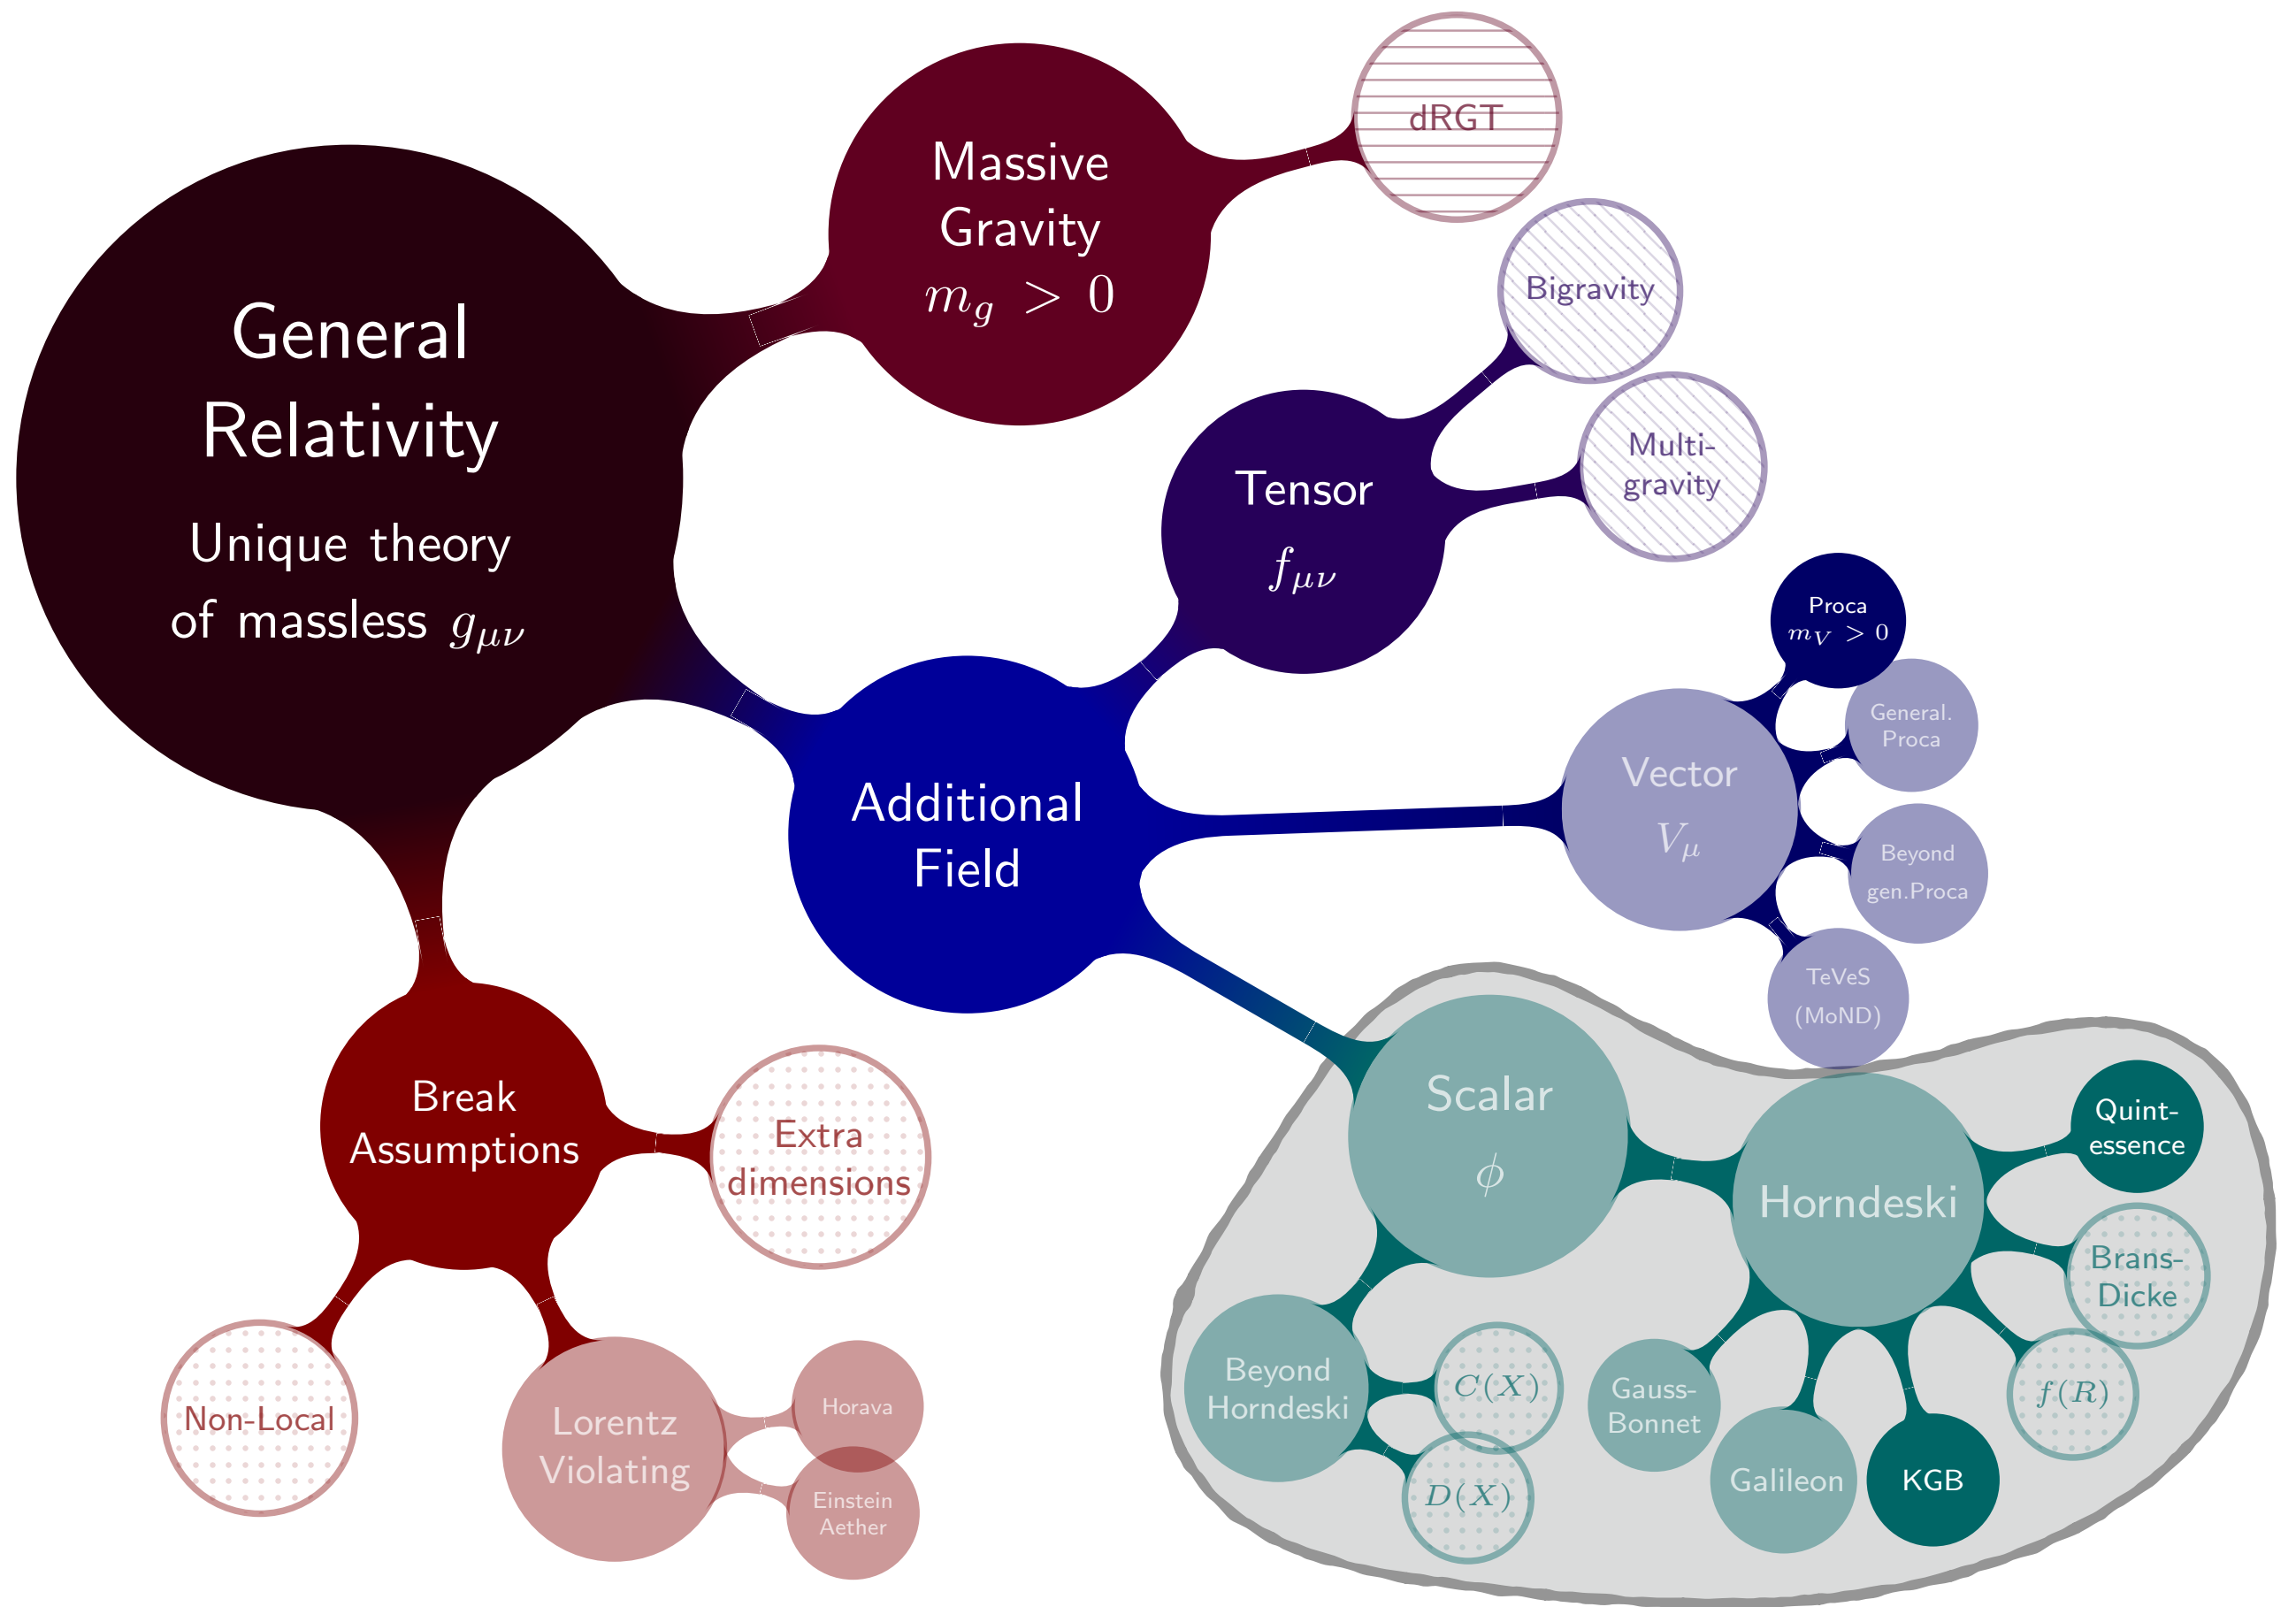 General
Relativity
Unique theory
of massless $g_{\mu\nu}$
Massive
Gravity
$m_g > 0$
dRGT
Bigravity
Multi-
gravity
Tensor
$f_{\mu\nu}$
Additional
Field
Vector
$V_\mu$
Proca
$m_V > 0$
General.
Proca
Beyond
gen.Proca
TeVeS
(MoND)
Scalar
$\phi$
Horndeski
Quint-
essence
Brans-
Dicke
$f(R)$
KGB
Galileon
Gauss-
Bonnet
Beyond
Horndeski
$C(X)$
$D(X)$
Break
Assumptions
Extra
dimensions
Non-Local
Lorentz
Violating
Horava
Einstein
Aether